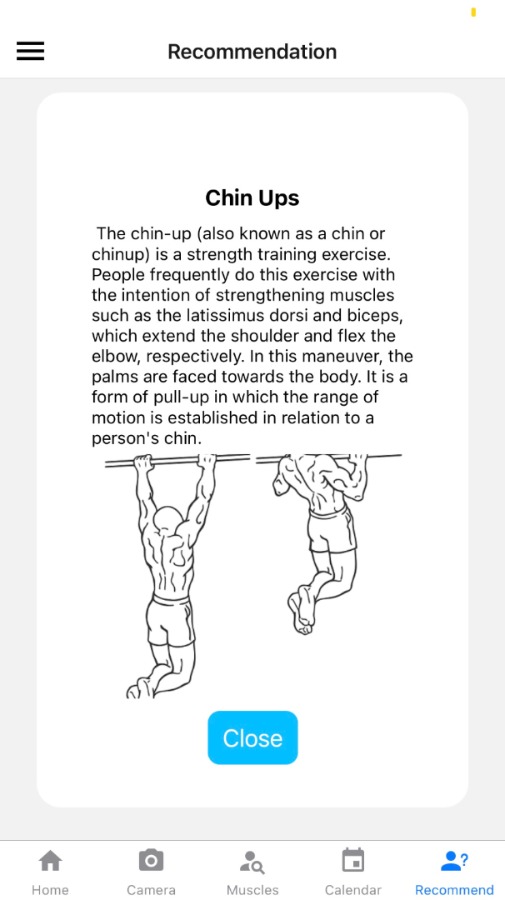 Recommendation
Chin Ups
The chin-up (also known as a chin or
chinup) is a strength training exercise.
People frequently do this exercise with
the intention of strengthening muscles
such as the latissimus dorsi and biceps,
which extend the shoulder and flex the
elbow, respectively. In this maneuver, the
palms are faced towards the body. It is a
form of pull-up in which the range of
motion is established in relation to a
person's chin.
Close
Home Camera Muscles Calendar Recommend